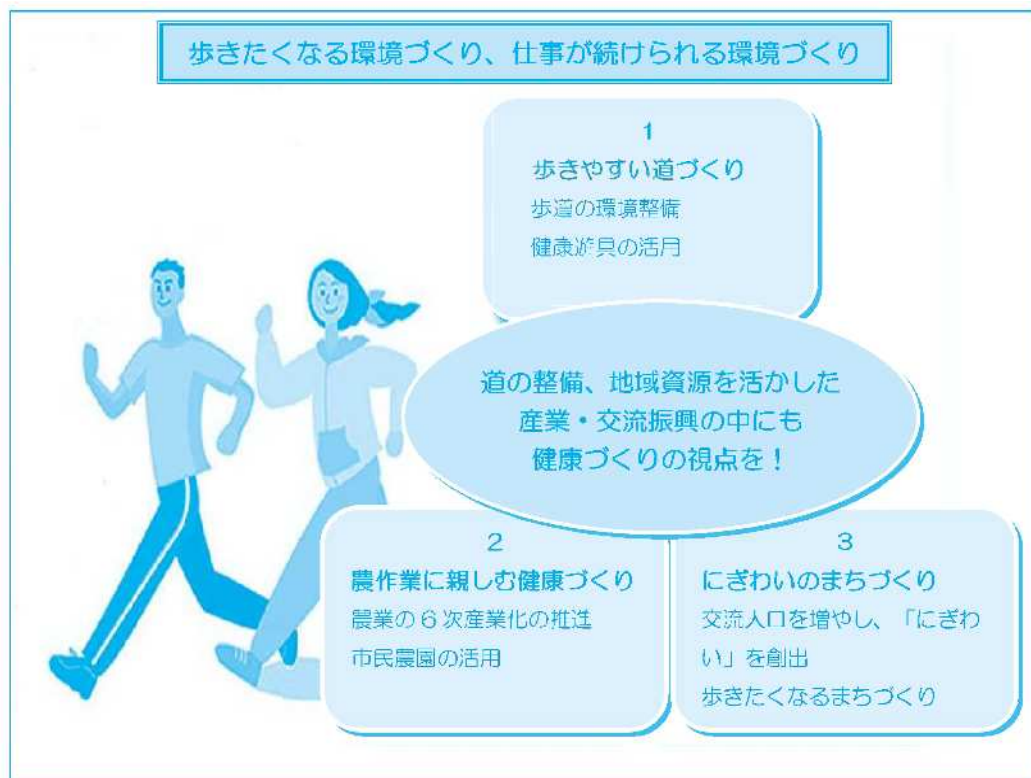 歩きたくなる環境づくり、仕事が続けられる環境づくり
1
歩きやすい道づくり
歩道の環境整備
健康遊具の活用
道の整備、地域資源を活かした
産業・交流振興の中にも
健康づくりの視点を！
2
農作業に親しむ健康づくり
農業の６次産業化の推進
市民農園の活用
3
にぎわいのまちづくり
交流人口を増やし、「にぎわ
い」を創出
歩きたくなるまちづくり